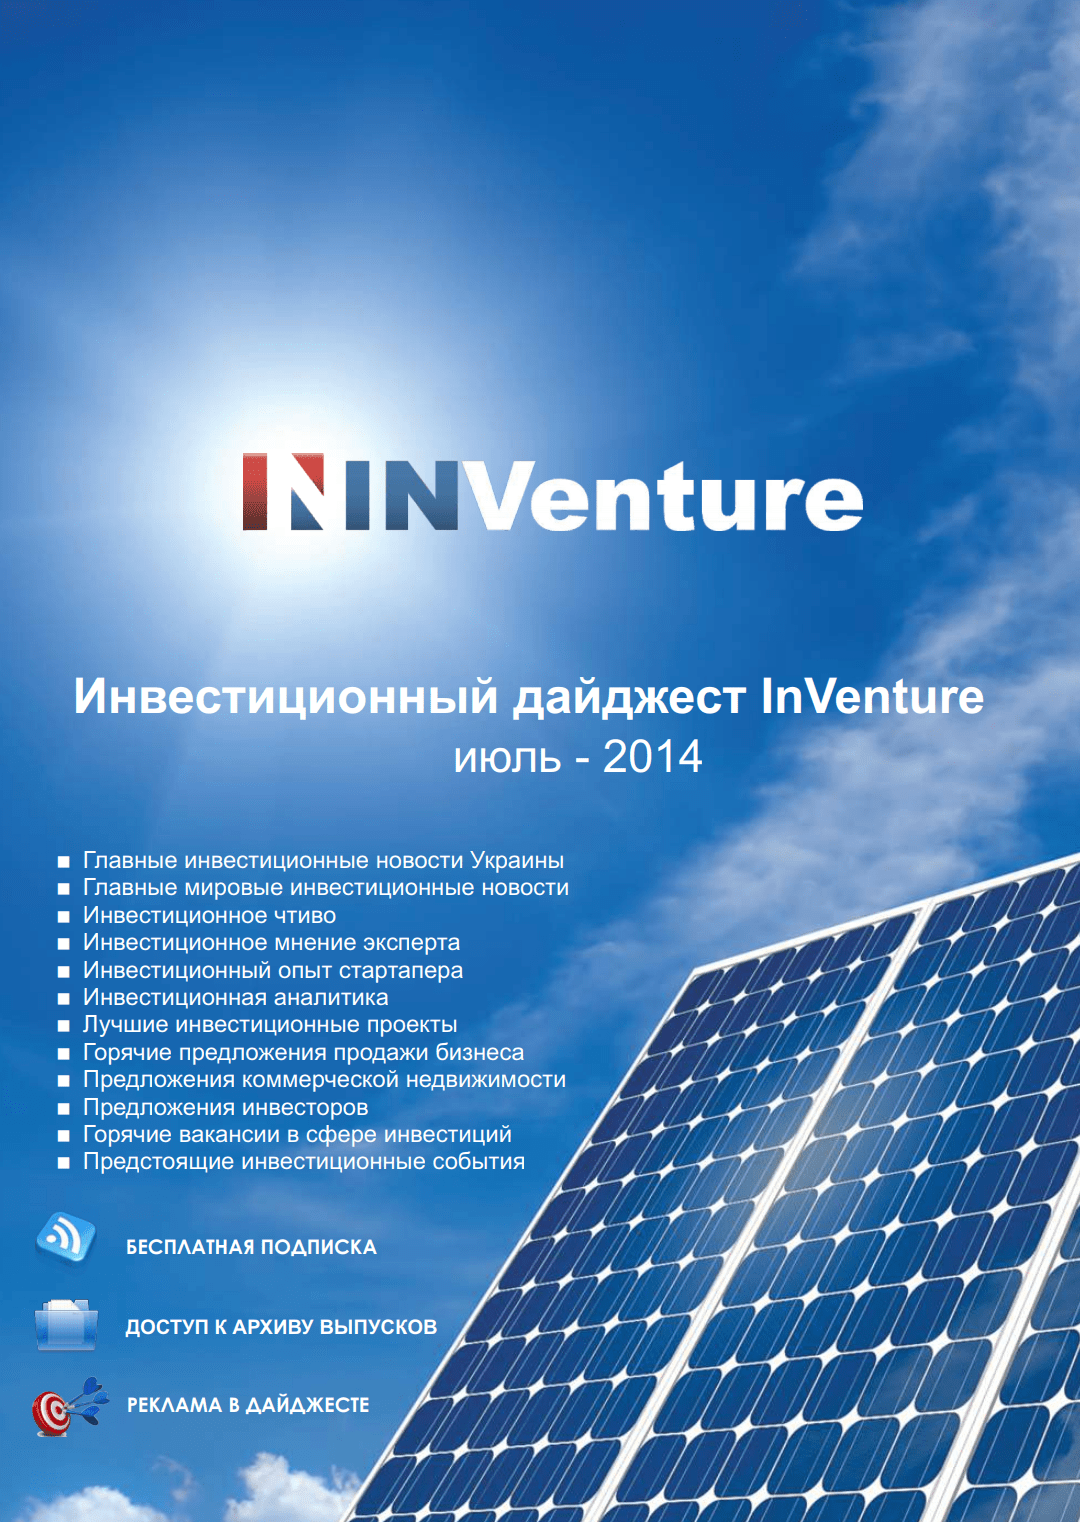 INVenture
Инвестиционный дайджест InVenture
июль - 2014
Главные инвестиционные новости Украины
Главные мировые инвестиционные новости
Инвестиционное чтиво
Инвестиционное мнение эксперта
Инвестиционный опыт стартапера
Инвестиционная аналитика
Лучшие инвестиционные проекты
Горячие предложения продажи бизнеса
Предложения коммерческой недвижимости
Предложения инвесторов
Горячие вакансии в сфере инвестиций
Предстоящие инвестиционные события
БЕСПЛАТНАЯ ПОДПИСКА
ДОСТУП К АРХИВУ ВЫПУСКОВ
РЕКЛАМА В ДАЙДЖЕСТЕ